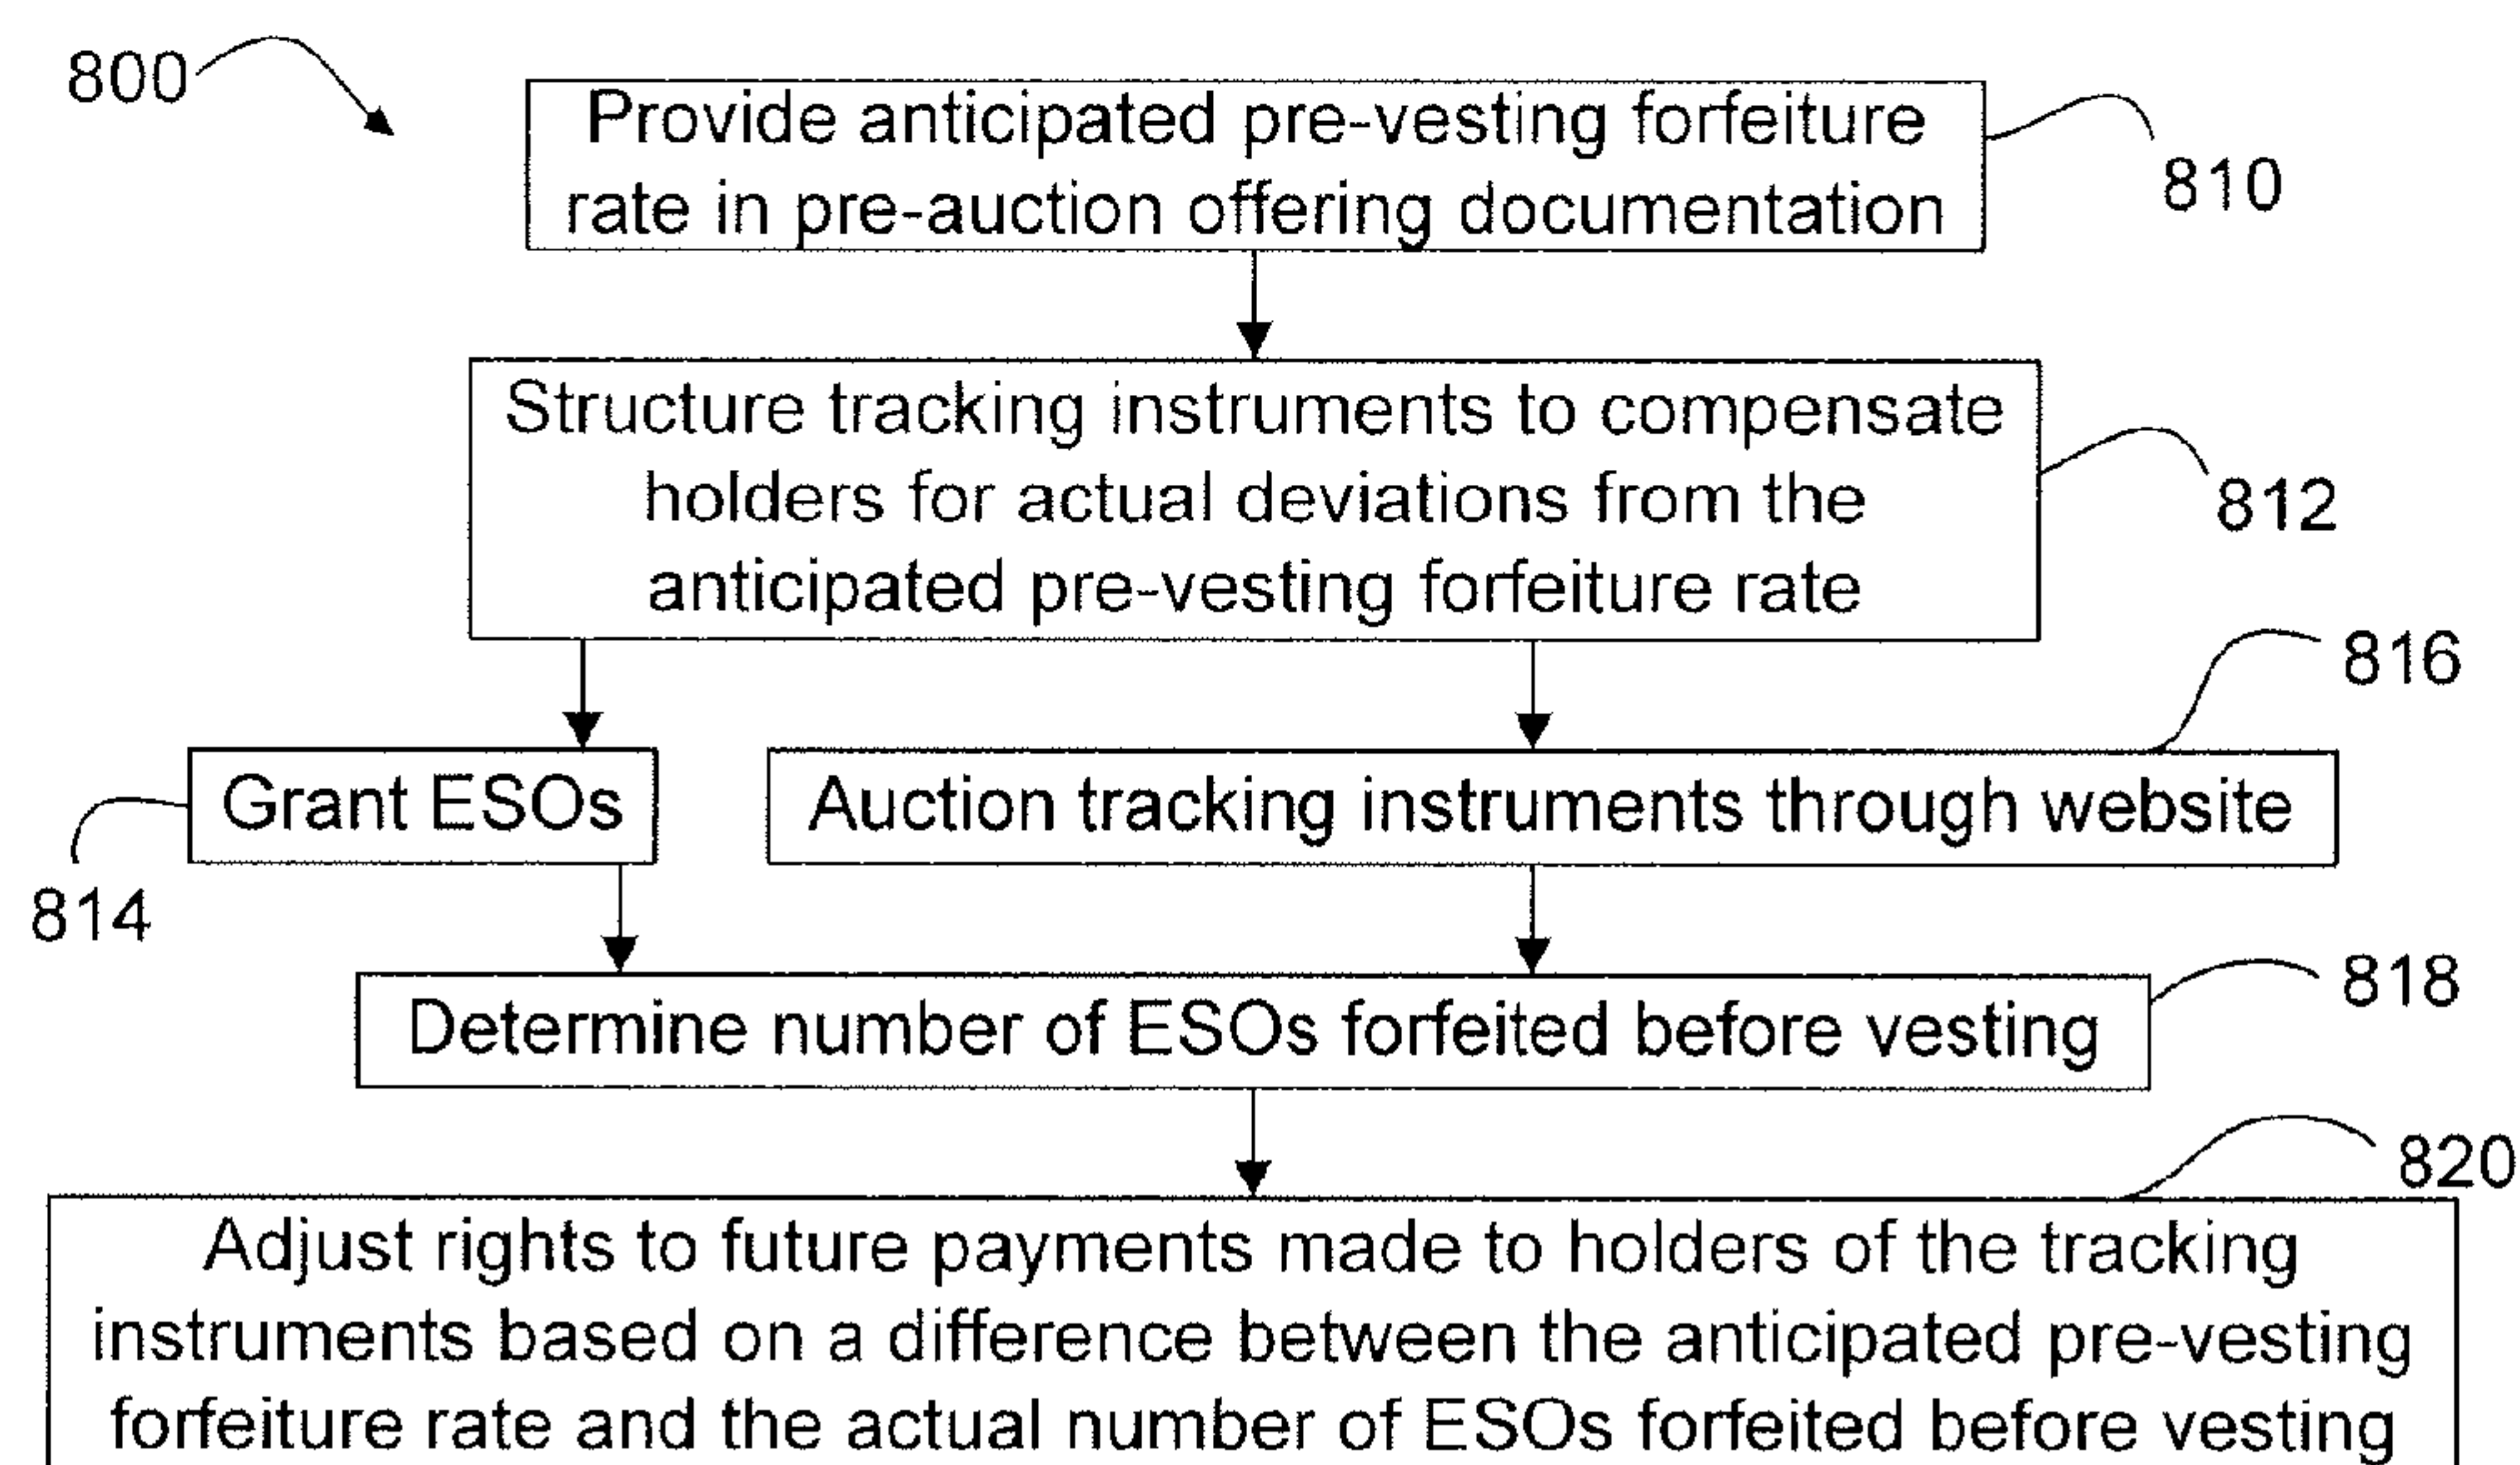 800
Provide anticipated pre-vesting forfeiture
rate in pre-auction offering documentation
810
Structure tracking instruments to compensate
holders for actual deviations from the
anticipated pre-vesting forfeiture rate
812
816
Grant ESOs
Auction tracking instruments through website
814
Determine number of ESOs forfeited before vesting
818
820
Adjust rights to future payments made to holders of the tracking
instruments based on a difference between the anticipated pre-vesting
forfeiture rate and the actual number of ESOs forfeited before vesting